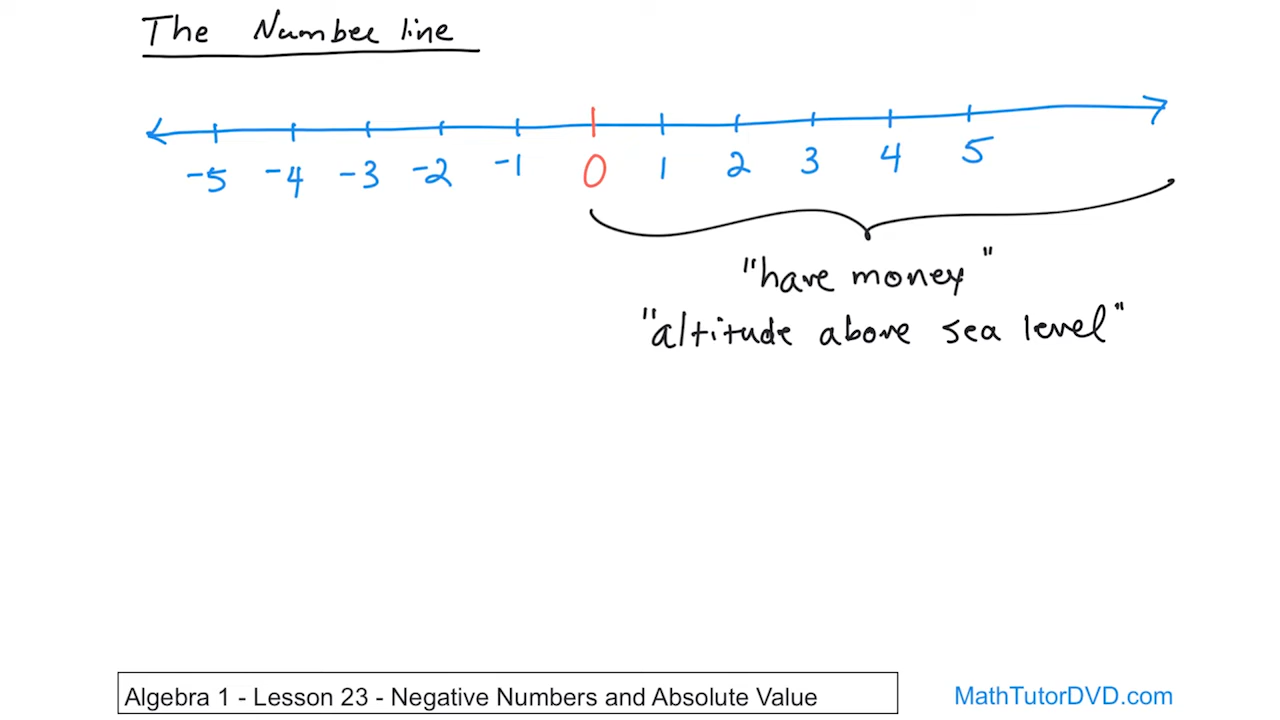 The Number line
-5 -4 -3 -2 -1 0 1 2 3 4 5
"have money"
"altitude above sea level"
Algebra 1 - Lesson 23 - Negative Numbers and Absolute Value
MathTutorDVD.com